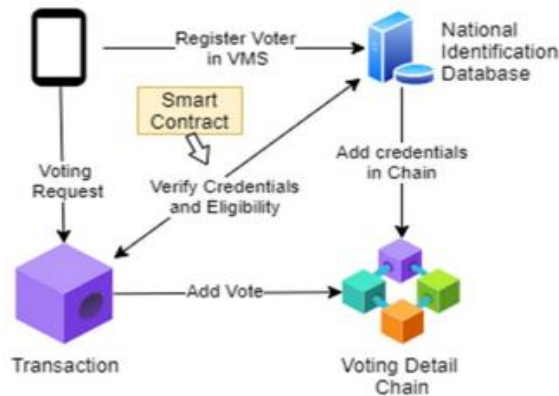 Register Voter
in VMS
National
Identification
Database
Smart
Contract
Voting
Request
Verify Credentials
and Eligibility
Add credentials
in Chain
Add Vote
Transaction
Voting Detail
Chain